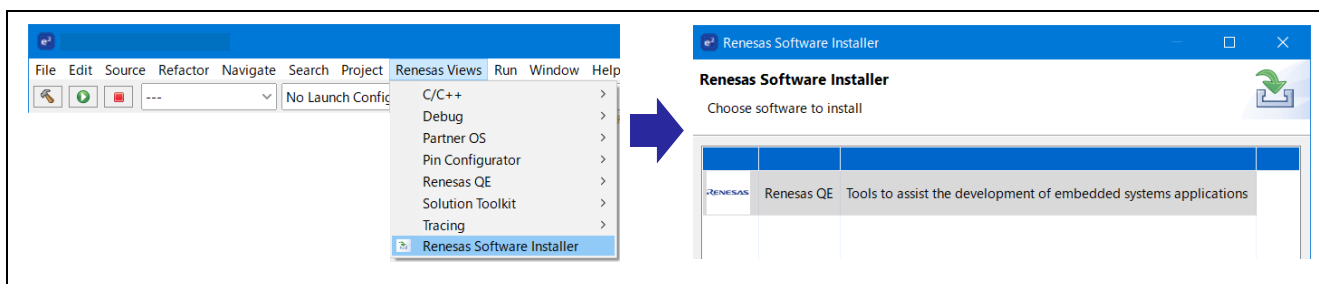 e²
File Edit Source Refactor Navigate Search Project Renesas Views Run Window Help
--- No Launch Config
C/C++
Debug
Partner OS
Pin Configurator
Renesas QE
Solution Toolkit
Tracing
Renesas Software Installer
e² Renesas Software Installer
Renesas Software Installer
Choose software to install
RENESAS Renesas QE Tools to assist the development of embedded systems applications